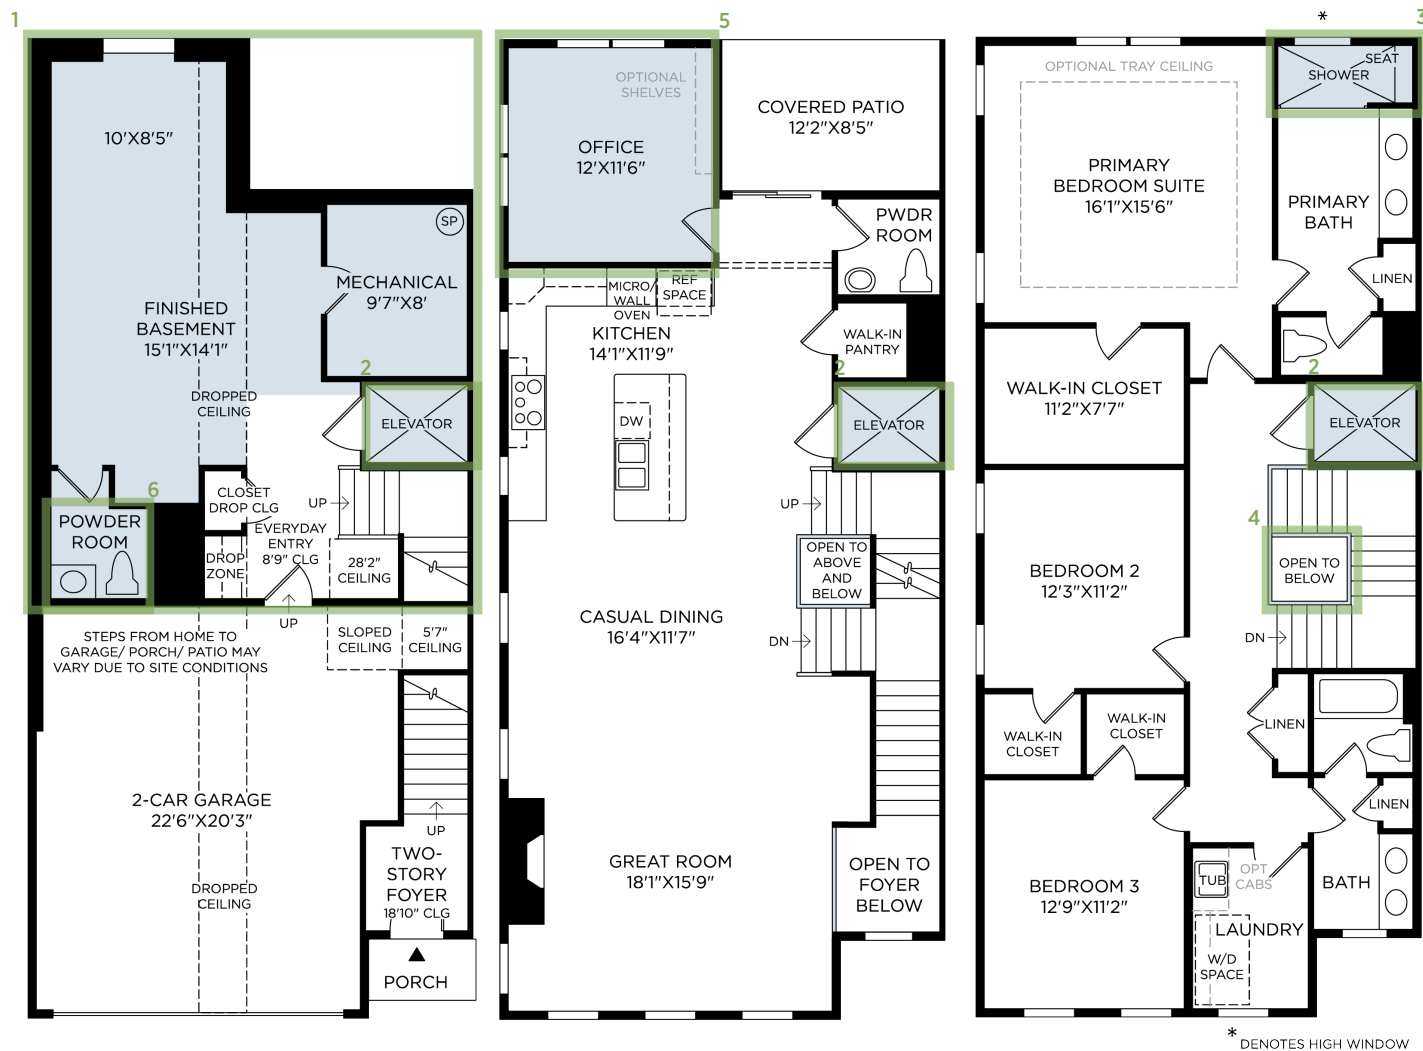 1
10'X8'5"
SP
MECHANICAL
9'7"X8'
FINISHED
BASEMENT
15'1"X14'1"
2
DROPPED
CEILING
ELEVATOR
6
POWDER
ROOM
CLOSET
DROP CLG
UP
EVERYDAY
ENTRY
8'9" CLG
DROP
ZONE
28'2"
CEILING
UP
STEPS FROM HOME TO
GARAGE/ PORCH/ PATIO MAY
VARY DUE TO SITE CONDITIONS
SLOPED
CEILING
5'7"
CEILING
2-CAR GARAGE
22'6"X20'3"
UP
DROPPED
CEILING
TWO-
STORY
FOYER
18'10" CLG
PORCH
5
OPTIONAL
SHELVES
OFFICE
12'X11'6"
COVERED PATIO
12'2"X8'5"
PWDR
ROOM
MICRO/
WALL
OVEN
REF
SPACE
KITCHEN
14'1"X11'9"
WALK-IN
PANTRY
2
DW
ELEVATOR
UP
OPEN TO
ABOVE
AND
BELOW
CASUAL DINING
16'4"X11'7"
DN
GREAT ROOM
18'1"X15'9"
OPEN TO
FOYER
BELOW
*
3
OPTIONAL TRAY CEILING
SEAT
SHOWER
PRIMARY
BEDROOM SUITE
16'1"X15'6"
PRIMARY
BATH
LINEN
WALK-IN CLOSET
11'2"X7'7"
2
ELEVATOR
4
OPEN TO
BELOW
BEDROOM 2
12'3"X11'2"
DN
WALK-IN
CLOSET
WALK-IN
CLOSET
LINEN
LINEN
BEDROOM 3
12'9"X11'2"
TUB
OPT
CABS
BATH
LAUNDRY
W/D
SPACE
* DENOTES HIGH WINDOW